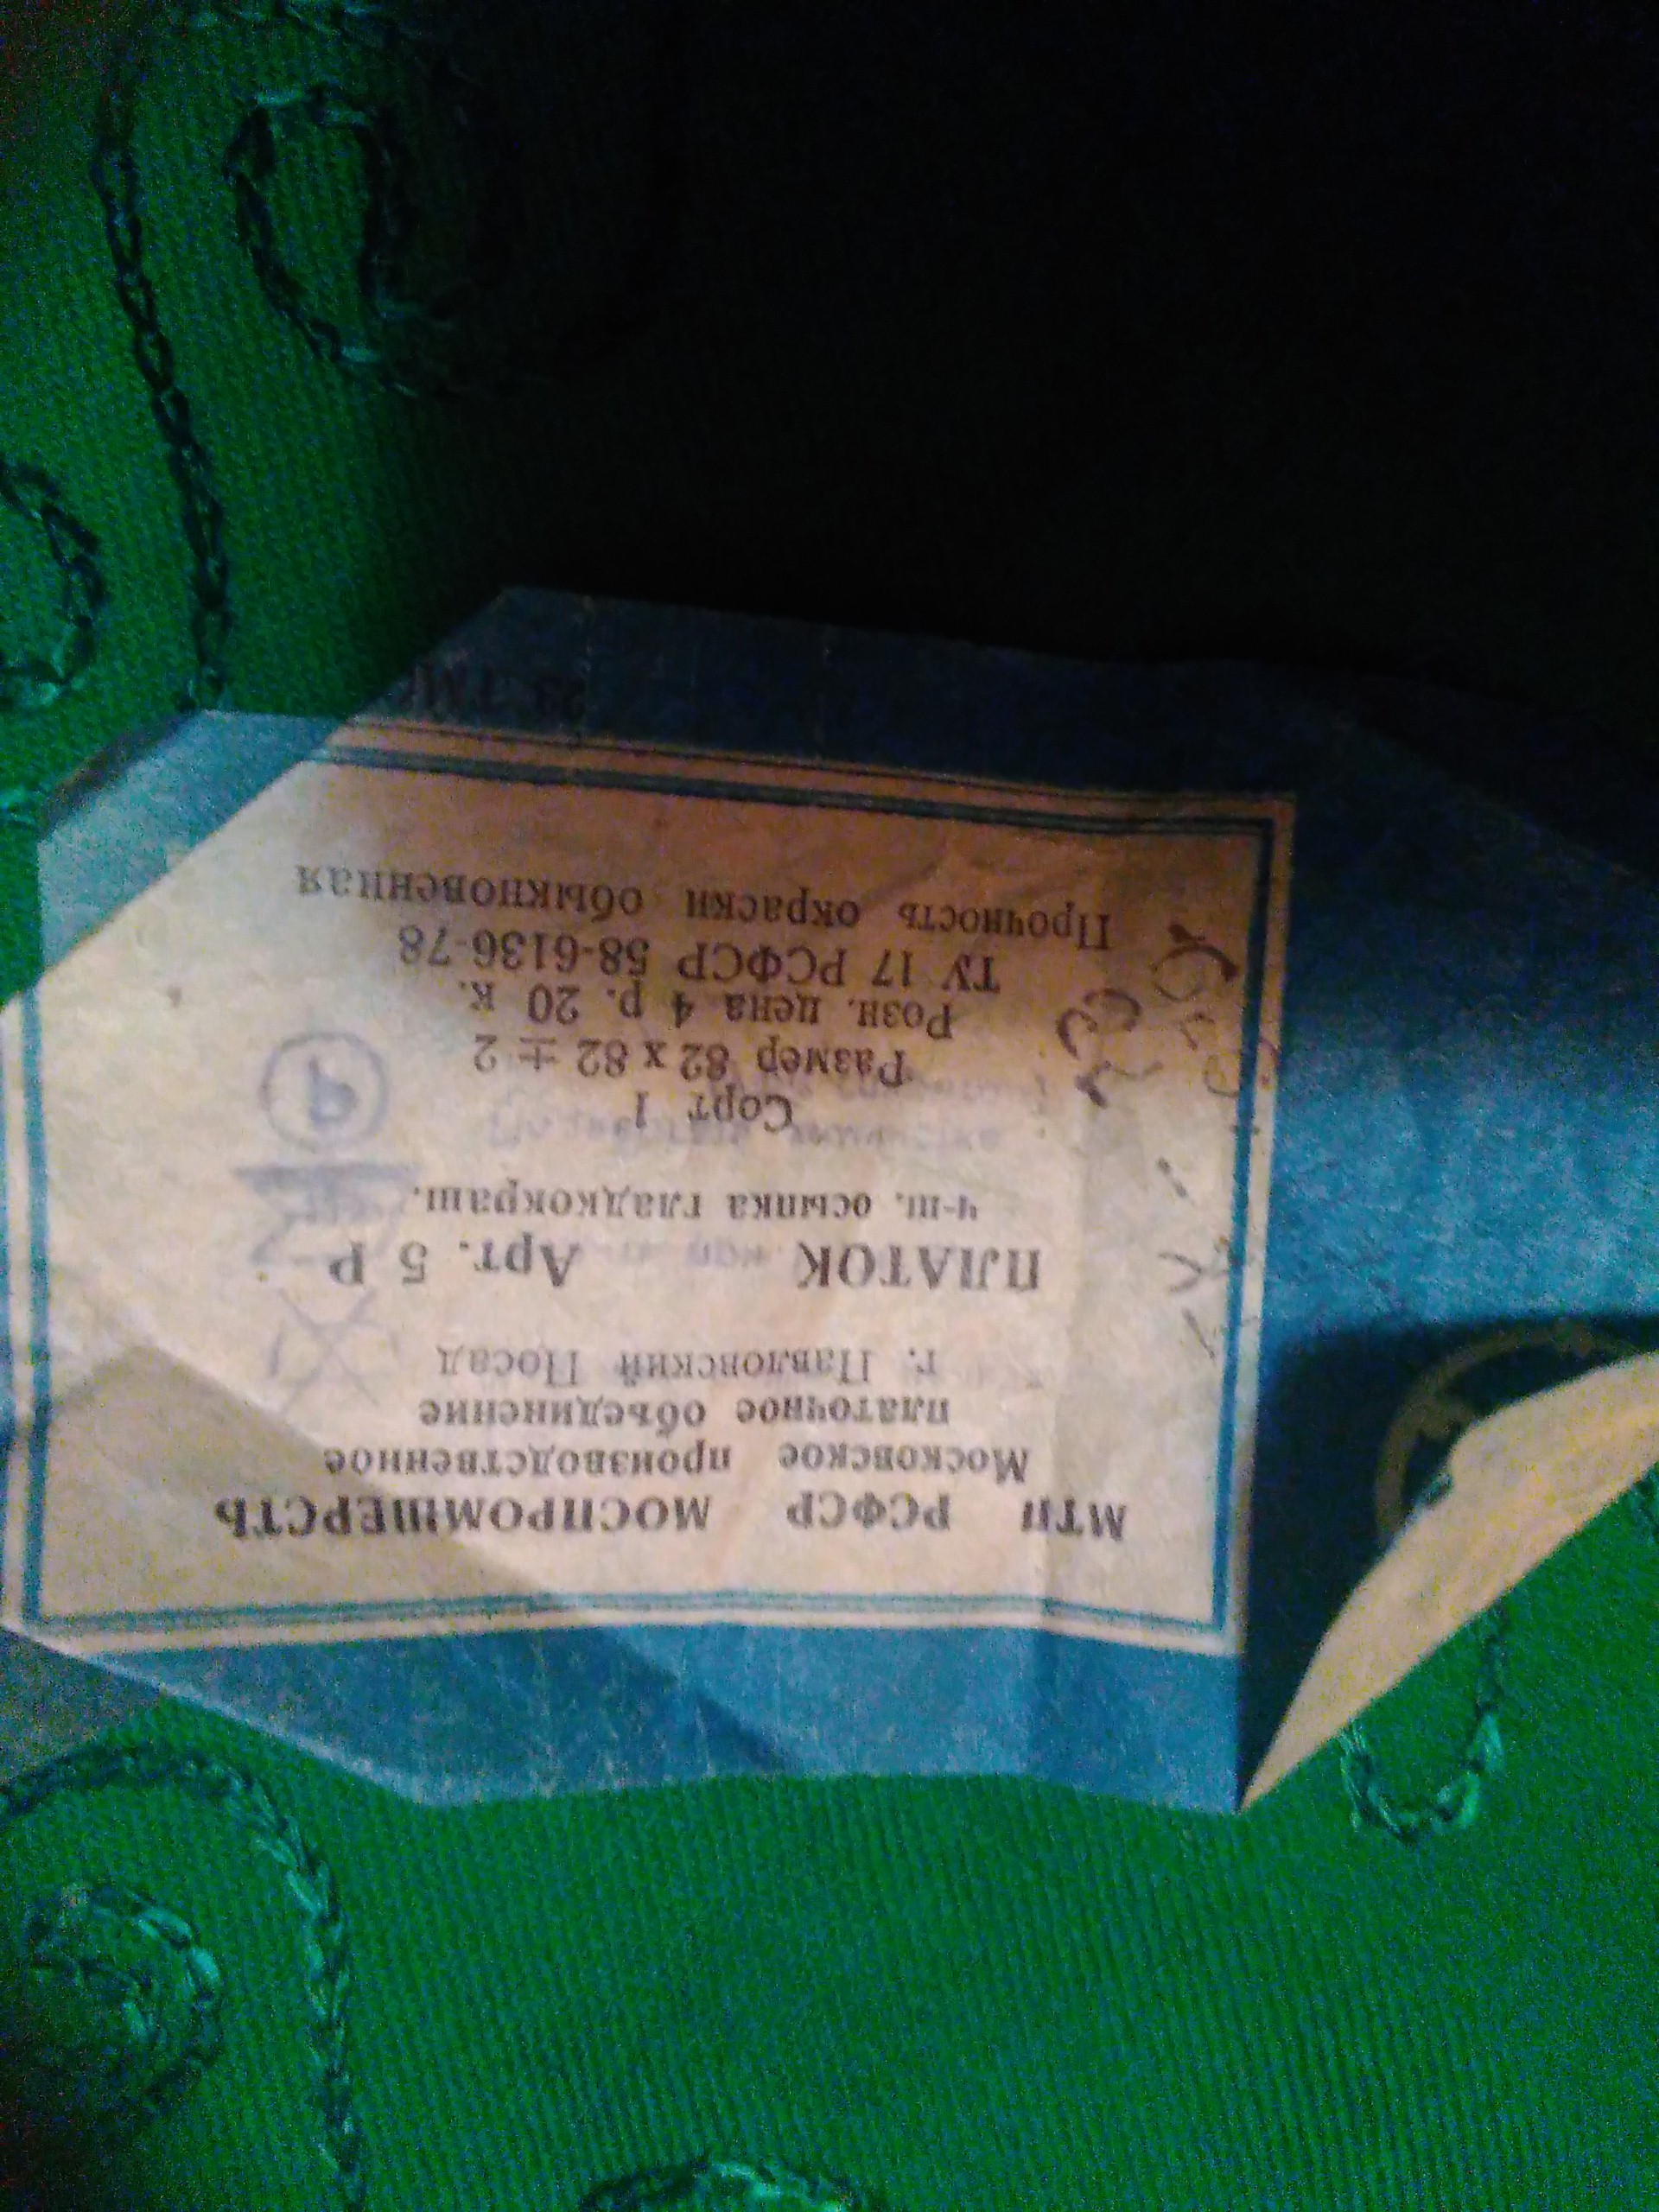 МТП РСФСР МОСПРОМШЕРСТЬ
Московское производственное
платочное объединение
г. Павловский Посад
ПЛАТОК Арт. 5 Р
ч-ш. осыпка гладкокраш.
Сорт 1
Размер 82 х 82 ± 2
Розн. цена 4 р. 20 к.
ТУ 17 РСФСР 58-6136-78
Прочность окраски обыкновенная